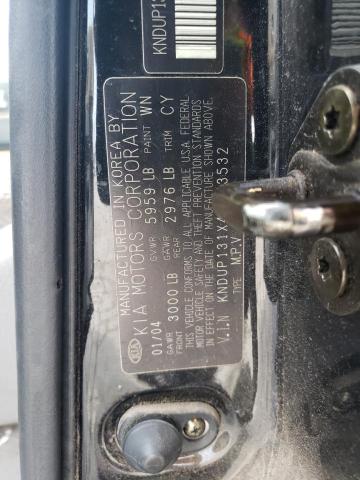 KNDUP13
MANUFACTURED IN KOREA BY
KIA MOTORS CORPORATION
KIA
01/04 GVWR 5959 LB PAINT WN
GAWR FRONT 3000 LB GAWR REAR 2976 LB TRIM CY
THIS VEHICLE CONFORMS TO ALL APPLICABLE U.S.A. FEDERAL
MOTOR VEHICLE SAFETY AND THEFT PREVENTION STANDARDS
IN EFFECT ON THE DATE OF MANUFACTURE SHOWN ABOVE.
V.I.N KNDUP131X 3532
TYPE M.P.V